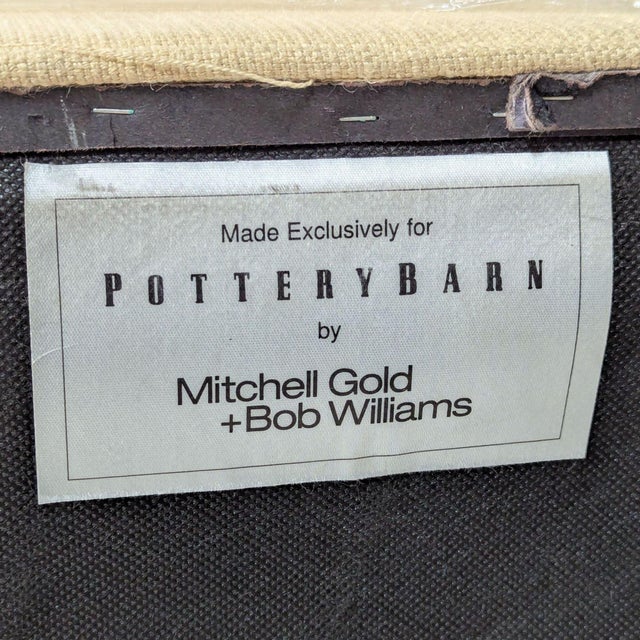 Made Exclusively for
POTTERYBARN
by
Mitchell Gold
+Bob Williams